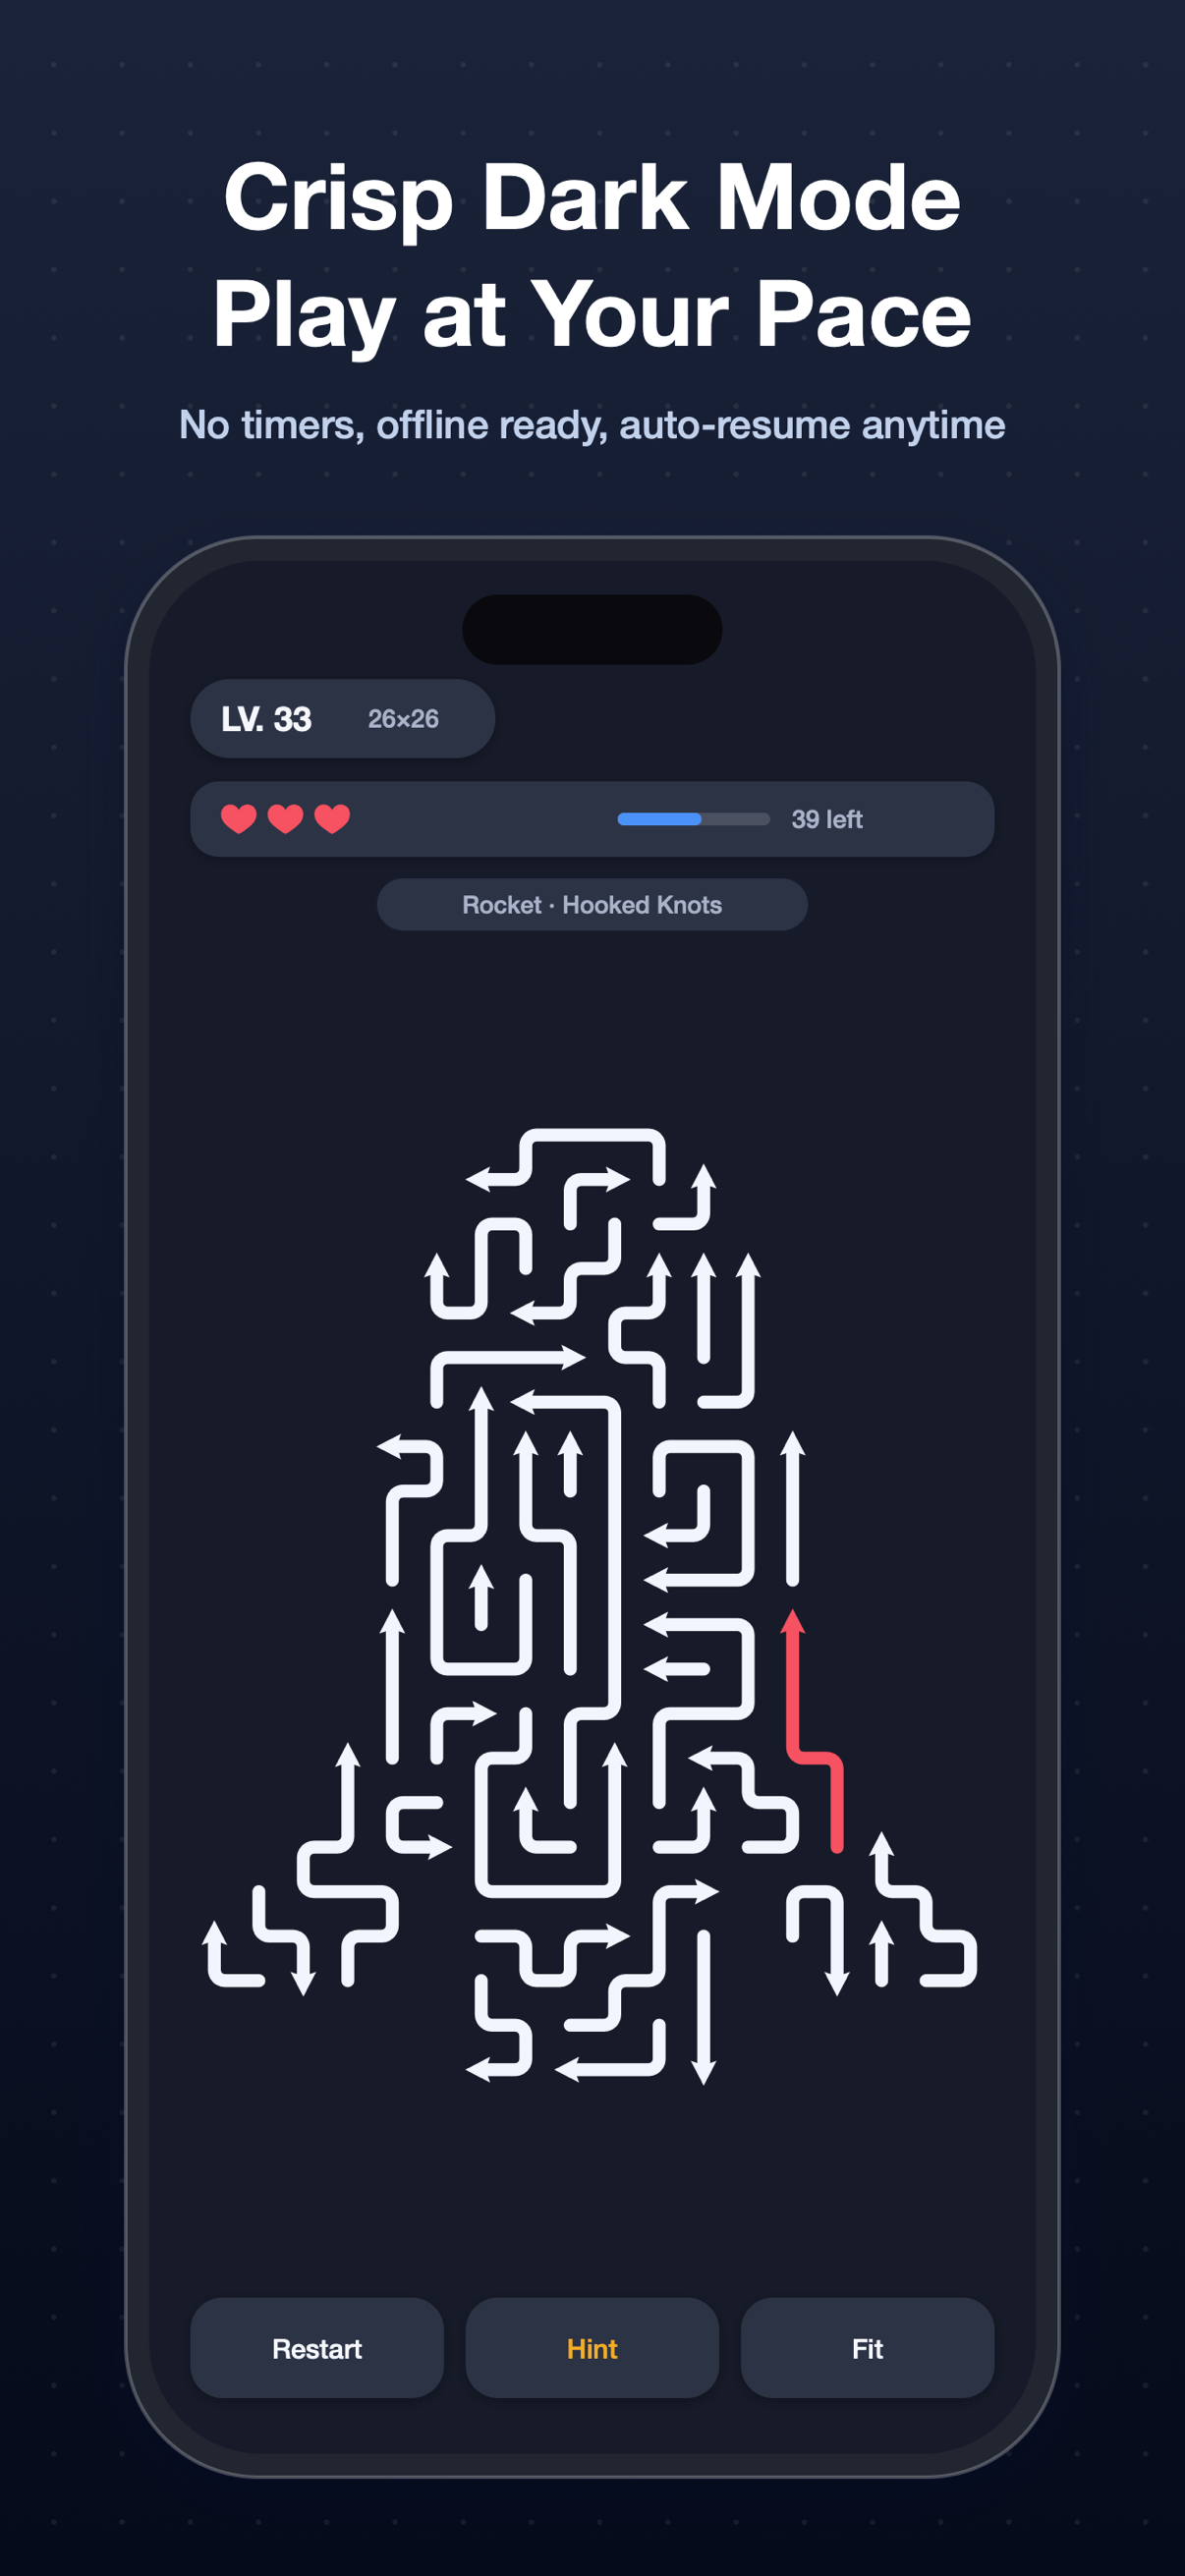 Crisp Dark Mode
Play at Your Pace
No timers, offline ready, auto-resume anytime
LV. 33 26×26
39 left
Rocket · Hooked Knots
Restart Hint Fit